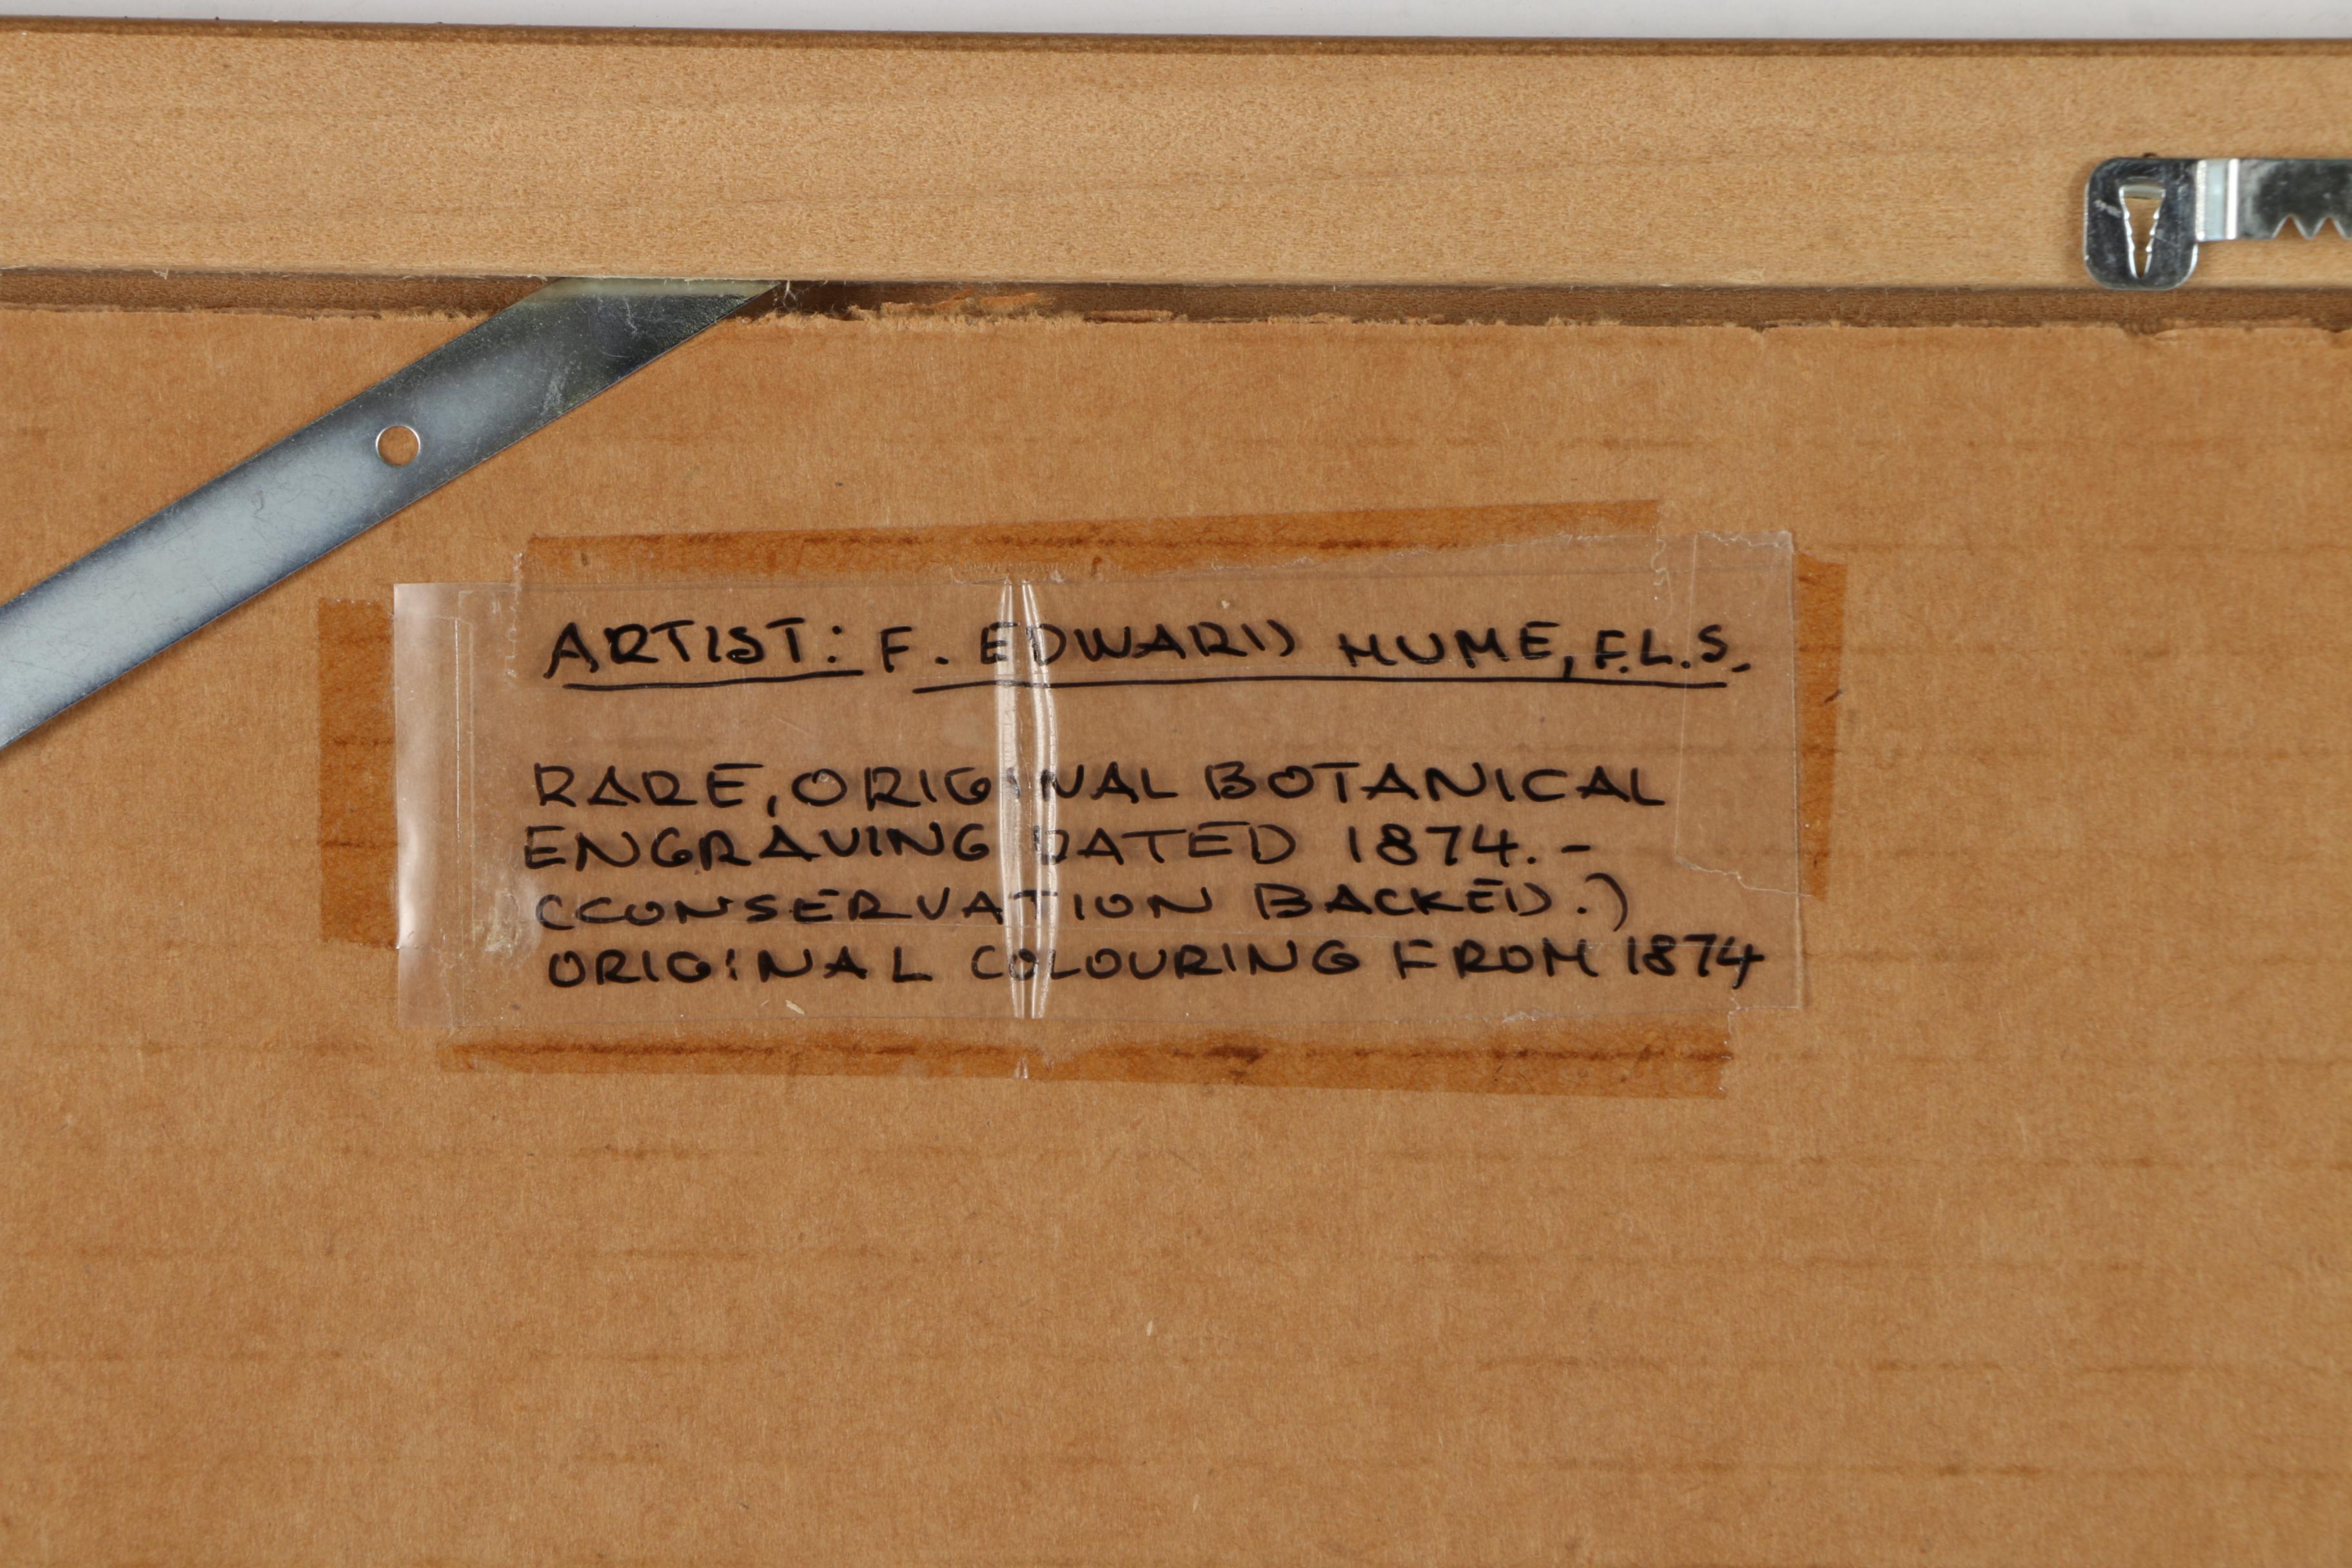 ARTIST: F. EDWARD HUME, F.L.S.
RARE, ORIGINAL BOTANICAL
ENGRAVING DATED 1874. -
(CONSERVATION BACKED.)
ORIGINAL COLOURING FROM 1874